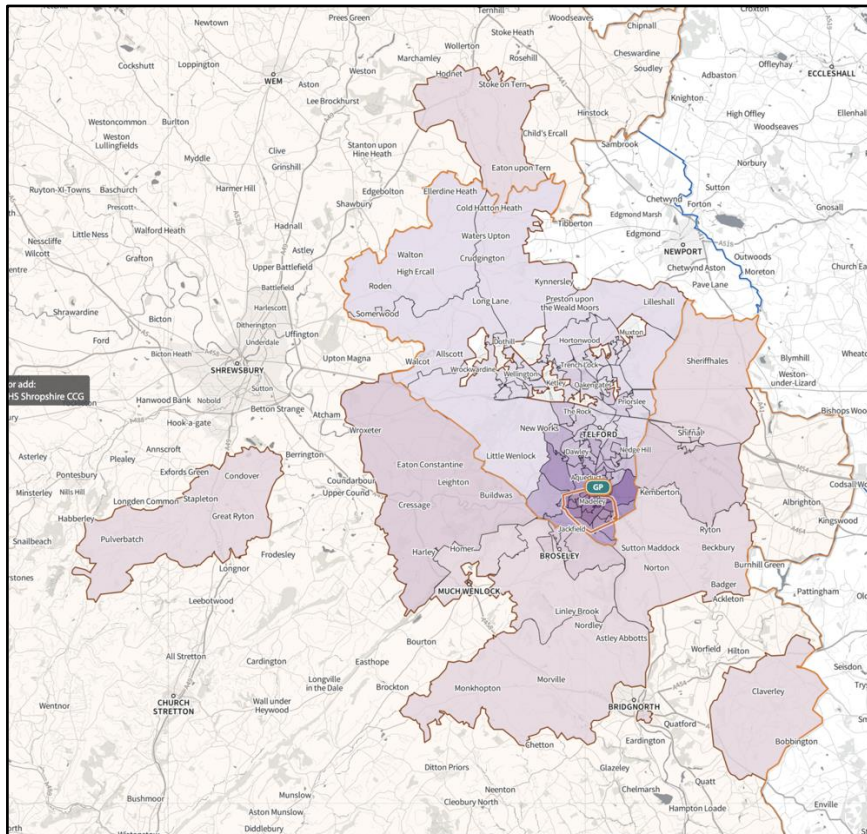 Newtown
Prees Green
Ternhill
Woodseaves
Chipnall
Croxton
Wollerton
Stoke Heath
Cheswardine
Offleyhay
Cockshutt
Loppington
Marchamley
Rosehill
Soudley
ECCLESHALL
WEM
Aston
Weston
Hodnet
Adbaston
Stoke on Tern
Knighton
Lee Brockhurst
Hinstock
High Offley
Ellenhall
Westoncommon
Burlton
Woodseaves
Weston
Lullingfields
Clive
Stanton upon
Hine Heath
Child's Ercall
Sambrook
Myddle
Grinshill
Norbury
Eaton upon Tern
Ruyton-XI-Towns
Baschurch
Harmer Hill
Edgebolton
Ellerdine Heath
Chetwynd
Sutton
Prescott
Shawbury
Cold Hatton Heath
Forton
Gnosall
Little Ness
Walford Heath
Hadnall
Tibberton
Edgmond Marsh
Nesscliffe
Astley
Waters Upton
Edgmond
Wilcott
Grafton
Walton
Crudgington
NEWPORT
Outwoods
Upper Battlefield
High Ercall
Chetwynd Aston
Moreton
Church Ea
Battlefield
Kynnersley
Pave Lane
Roden
Shrawardine
Bicton
Harlescott
Long Lane
Preston upon
the Weald Moors
Lilleshall
Ford
Ditherington
Uffington
Somerwood
Underdale
Muxton
Bicton Heath
Allscott
Dothill
Hortonwood
Sheriffhales
Blymhill
Wheato
SHREWSBURY
Upton Magna
Walcot
Wrockwardine
Trench Lock
Weston-
under-Lizard
or add:
HS Shropshire CCG
Sutton
Wellington
Ketley
Oakengates
Hanwood Bank
Nobold
Betton Strange
Atcham
Priorslee
Bishops Woo
Hook-a-gate
The Rock
Wroxeter
New Works
TELFORD
Shifnal
Asterley
Plealey
Annscroft
Berrington
Eaton Constantine
Little Wenlock
Dawley
Nedge Hill
Pontesbury
Exfords Green
Condover
Coundarbour
Leighton
Aqueduct
GP
Codsall Wo
Minsterley
Nills Hill
Longden Common
Stapleton
Upper Cound
Buildwas
Madeley
Kemberton
Albrighton
Habberley
Great Ryton
Cressage
Kingswood
Snailbeach
Pulverbatch
Jackfield
Ryton
Frodesley
Harley
Homer
BROSELEY
Sutton Maddock
Beckbury
Longnor
Norton
Burnhill Green
MUCH WENLOCK
Badger
Pattingham
Leebotwood
Ackleton
Linley Brook
Nordley
Bourton
Astley Abbotts
Worfield
Hilton
All Stretton
Cardington
Easthope
Seisdon
Longville
in the Dale
Brockton
Morville
Claverley
Wentnor
CHURCH
STRETTON
Wall under
Heywood
Monkhopton
BRIDGNORTH
Quatford
Chetton
Eardington
Bobbington
Ditton Priors
Glazeley
Neenton
Quatt
Bushmoor
Munslow
Cleobury North
Chelmarsh
Enville
Aston Munslow
Hampton Loade
Diddlebury